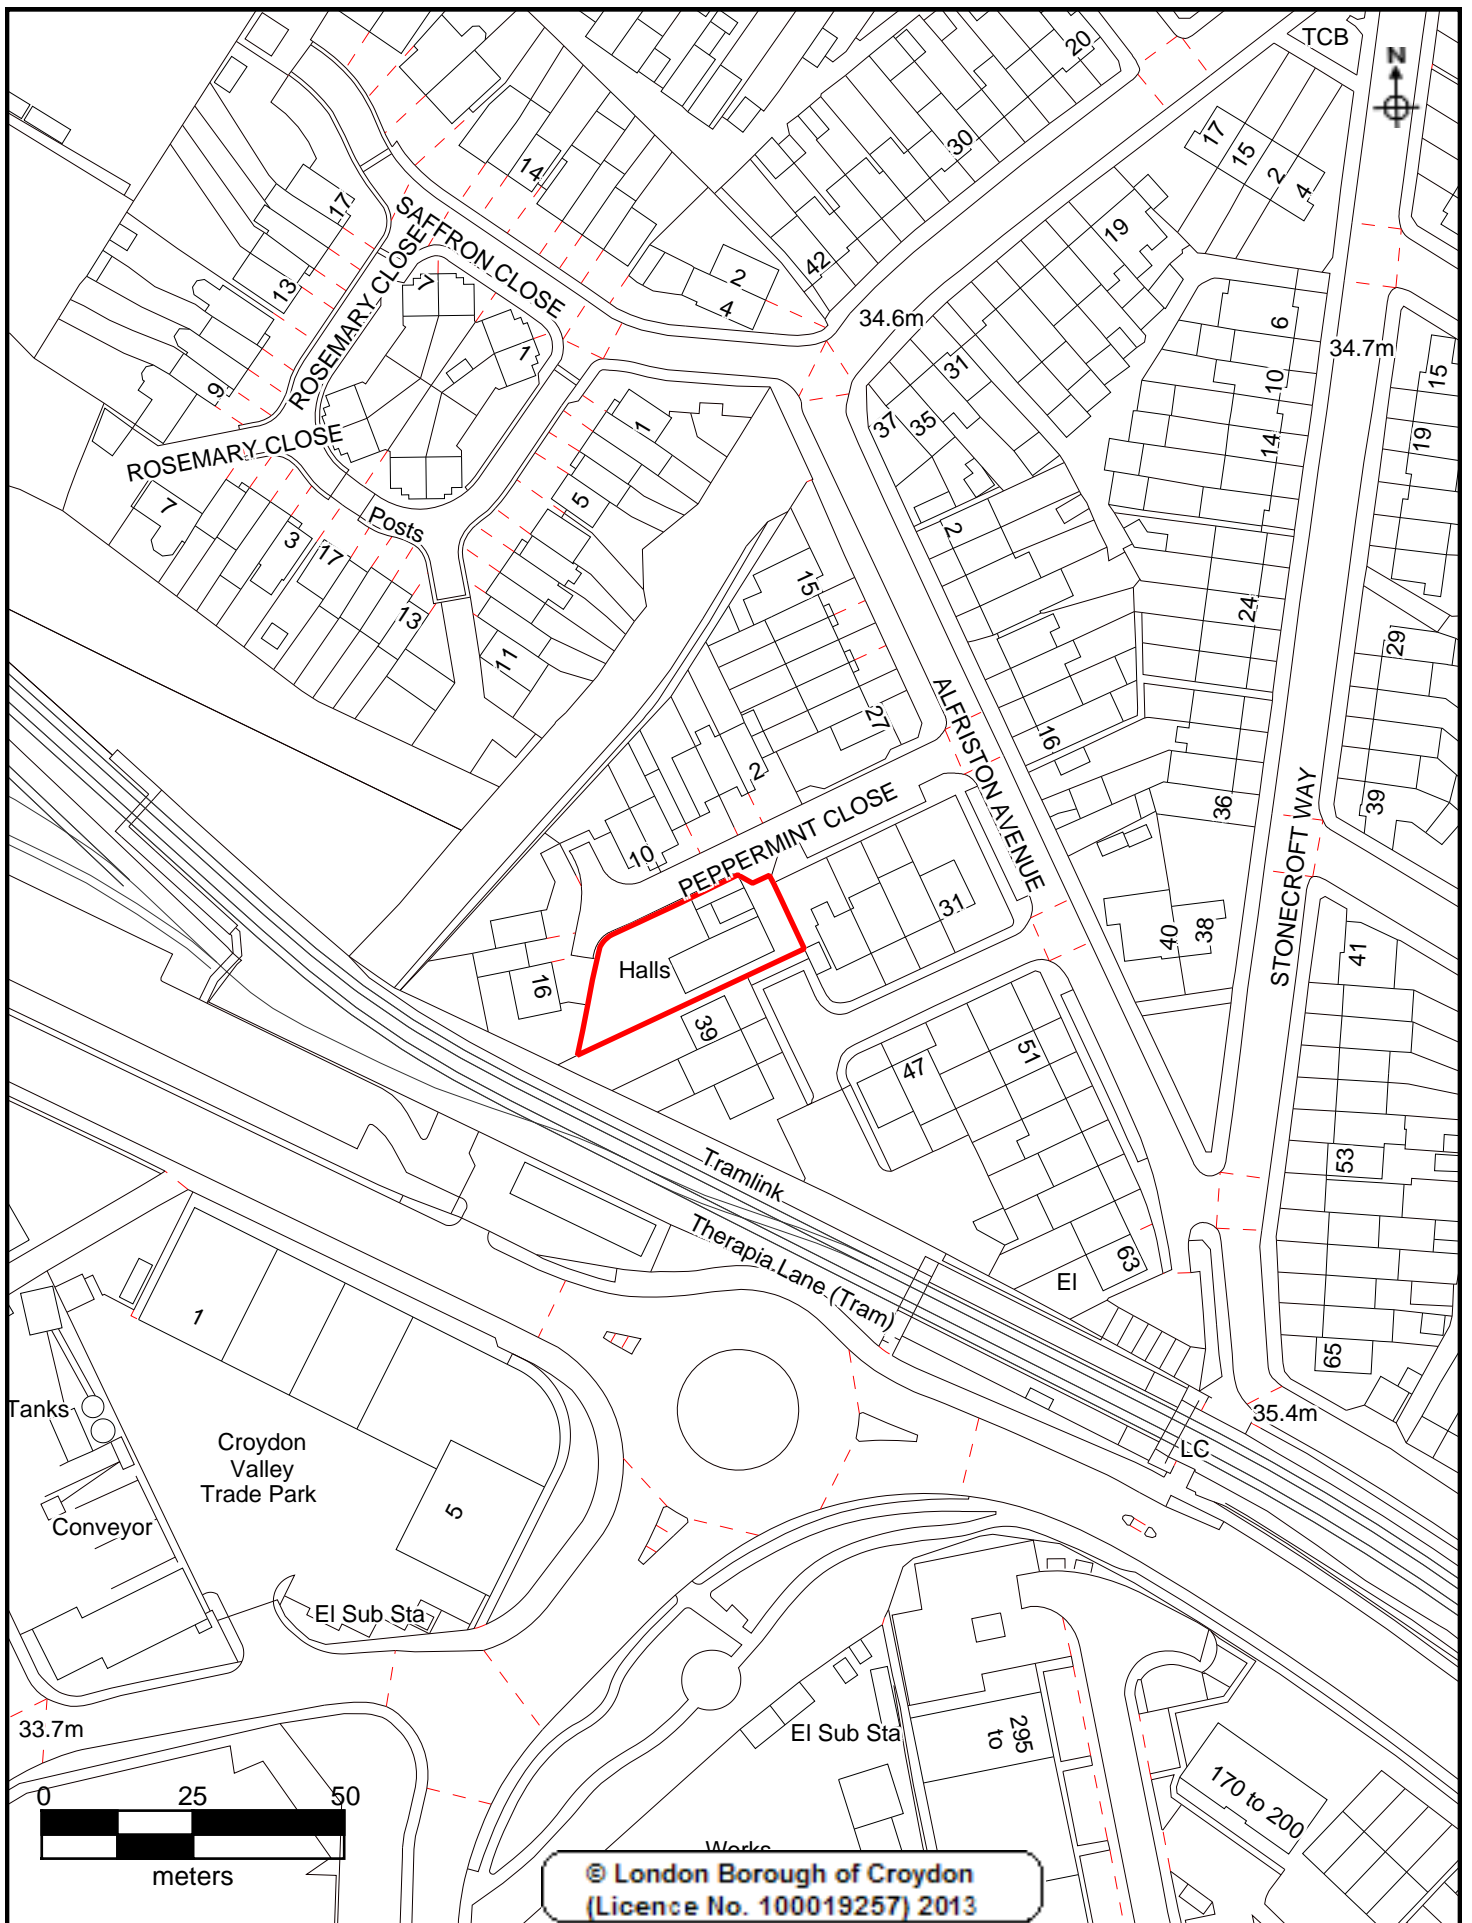 TCB
N
20
17
15
2
4
30
14
17
SAFFRON CLOSE
ROSEMARY CLOSE
19
42
2
4
13
7
34.6m
6
34.7m
1
31
10
15
9
37
35
1
14
19
ROSEMARY CLOSE
7
Posts
5
2
3
17
15
24
13
29
11
ALFRISTON AVENUE
27
16
2
36
39
STONECROFT WAY
PEPPERMINT CLOSE
10
31
40
38
41
Halls
16
39
47
51
Tramlink
53
Therapia Lane (Tram)
63
El
1
65
35.4m
Tanks
LC
Croydon
Valley
Trade Park
5
Conveyor
El Sub Sta
33.7m
El Sub Sta
295
to
170 to 200
0 25 50
meters
Works
© London Borough of Croydon
(Licence No. 100019257) 2013